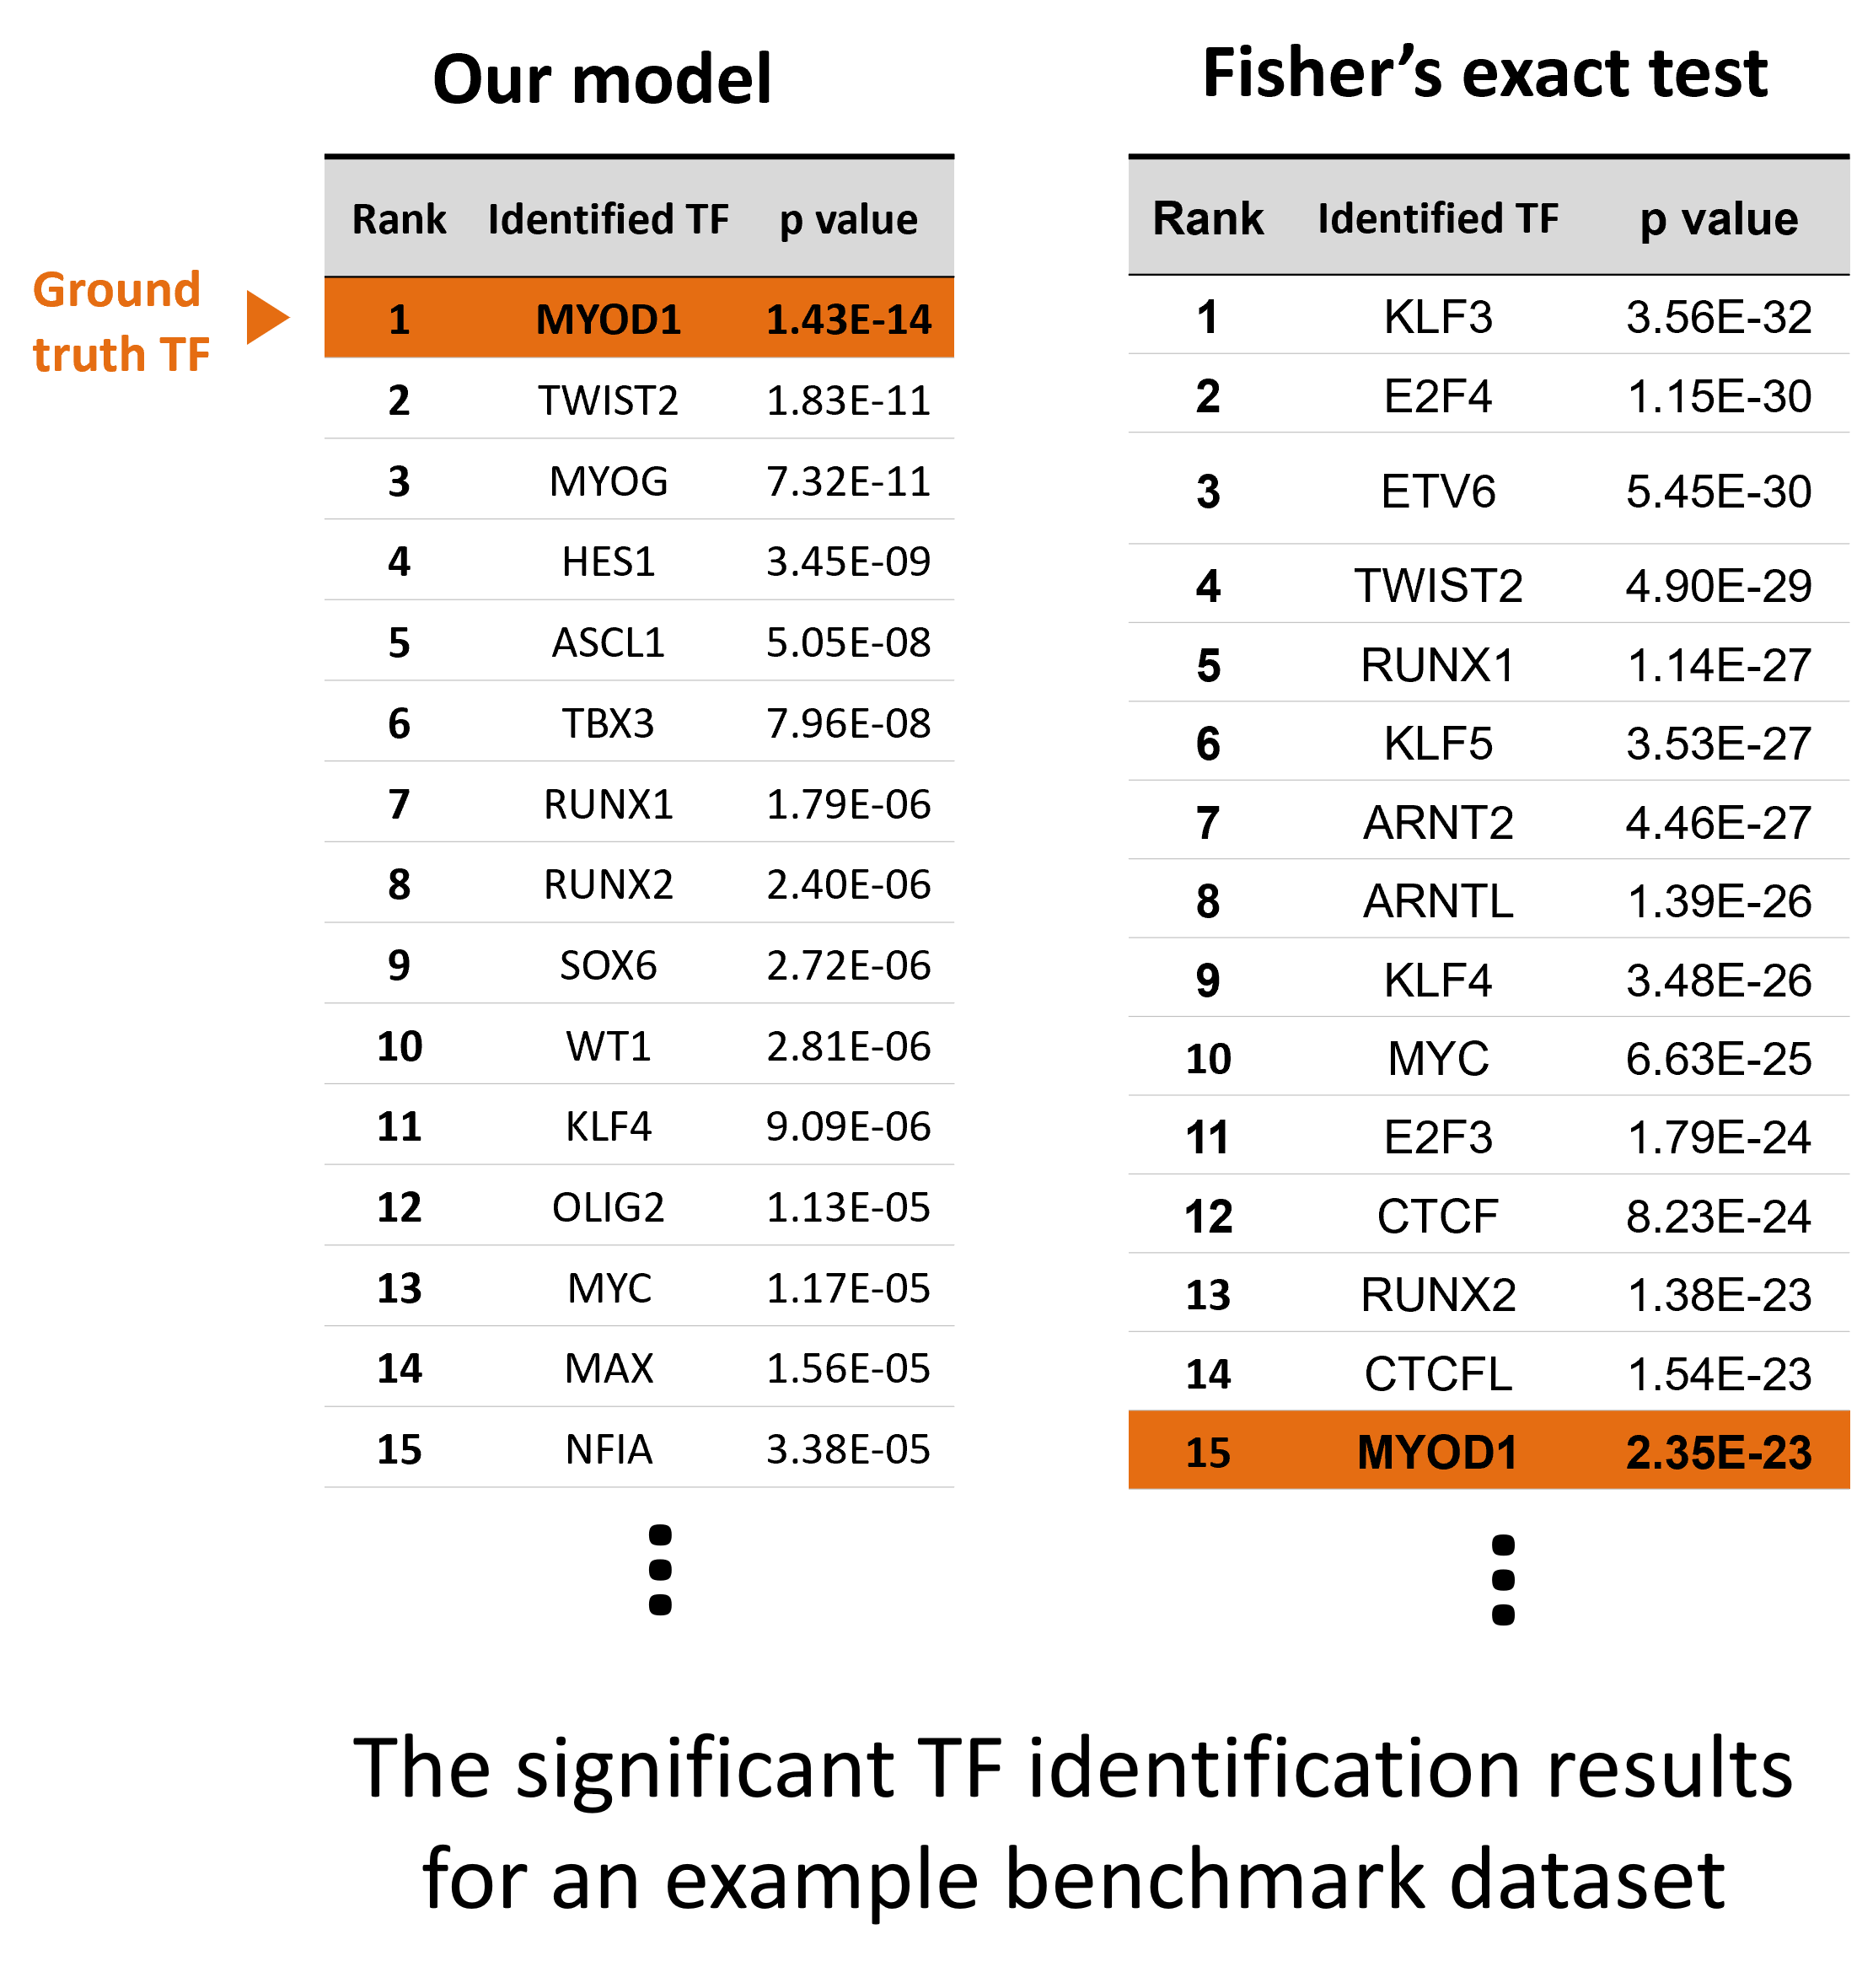 Our model
Rank Identified TF p value
Ground
truth TF
1 MYOD1 1.43E-14
2 TWIST2 1.83E-11
3 MYOG 7.32E-11
4 HES1 3.45E-09
5 ASCL1 5.05E-08
6 TBX3 7.96E-08
7 RUNX1 1.79E-06
8 RUNX2 2.40E-06
9 SOX6 2.72E-06
10 WT1 2.81E-06
11 KLF4 9.09E-06
12 OLIG2 1.13E-05
13 MYC 1.17E-05
14 MAX 1.56E-05
15 NFIA 3.38E-05
Fisher’s exact test
Rank Identified TF p value
1 KLF3 3.56E-32
2 E2F4 1.15E-30
3 ETV6 5.45E-30
4 TWIST2 4.90E-29
5 RUNX1 1.14E-27
6 KLF5 3.53E-27
7 ARNT2 4.46E-27
8 ARNTL 1.39E-26
9 KLF4 3.48E-26
10 MYC 6.63E-25
11 E2F3 1.79E-24
12 CTCF 8.23E-24
13 RUNX2 1.38E-23
14 CTCFL 1.54E-23
15 MYOD1 2.35E-23
The significant TF identification results
for an example benchmark dataset